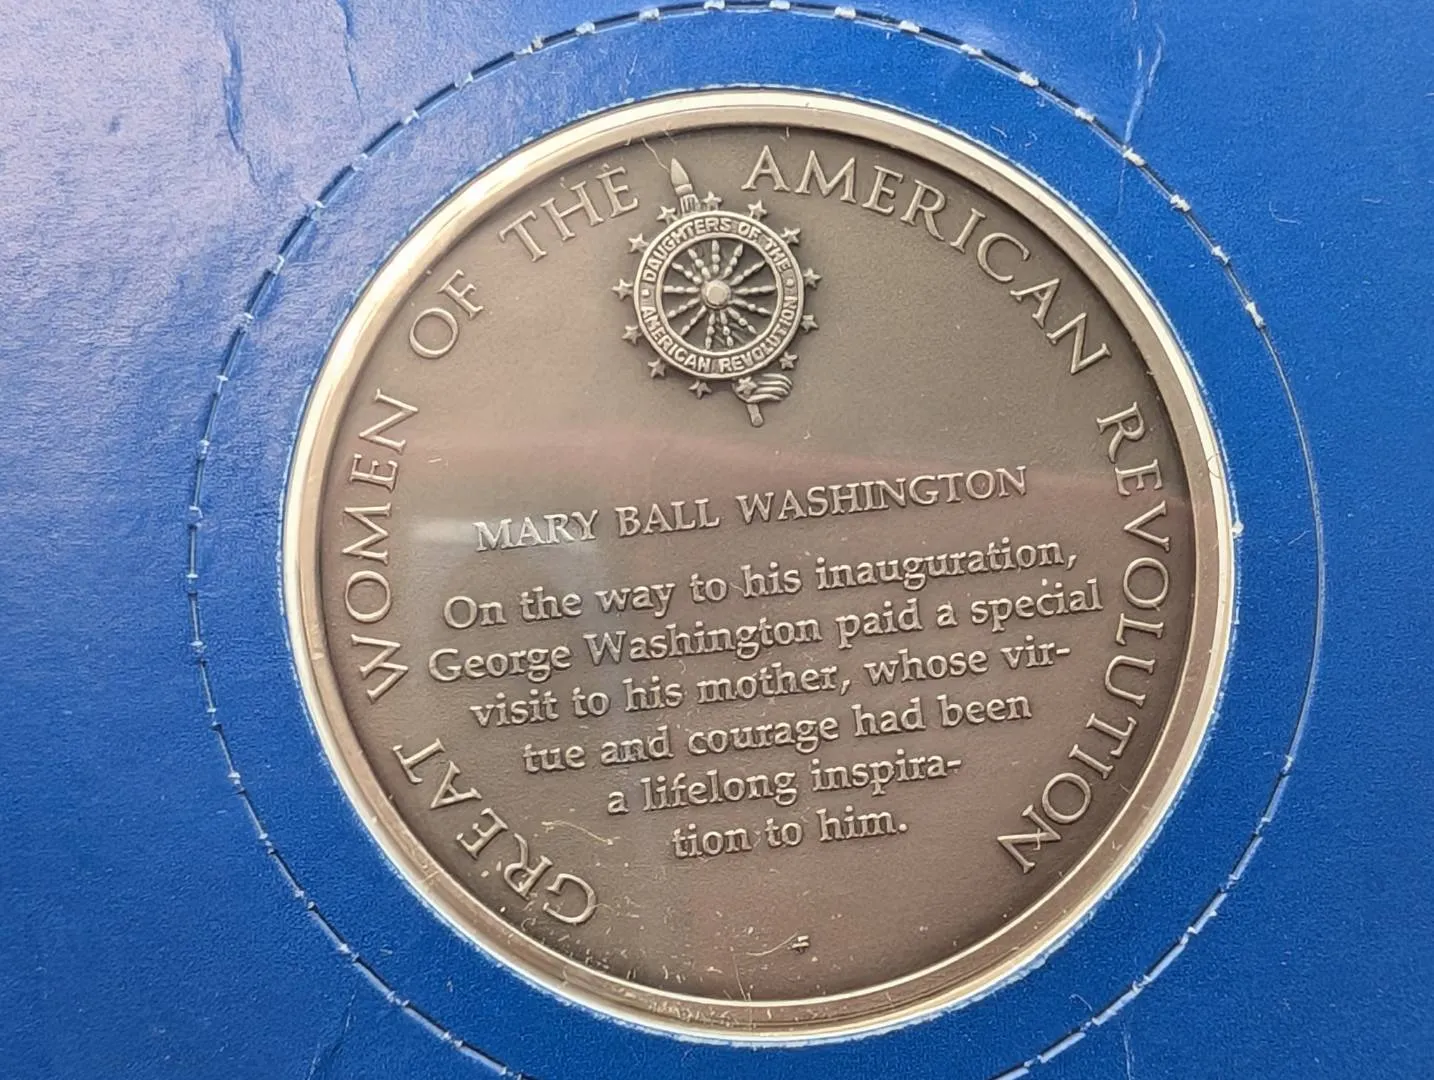 GREAT WOMEN OF THE AMERICAN REVOLUTION
DAUGHTERS OF THE
AMERICAN REVOLUTION
MARY BALL WASHINGTON
On the way to his inauguration,
George Washington paid a special
visit to his mother, whose vir-
tue and courage had been
a lifelong inspira-
tion to him.